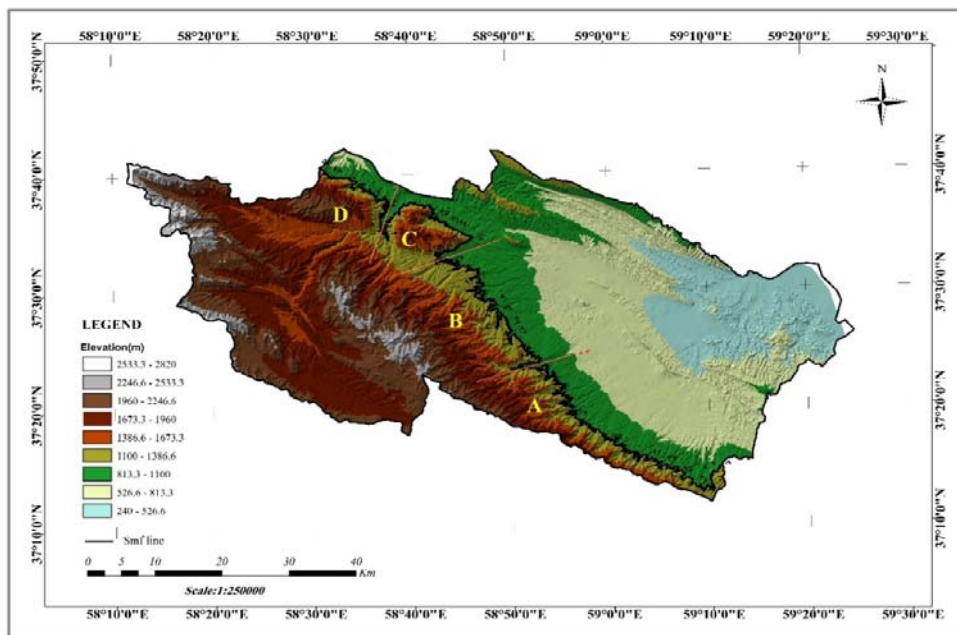 58°10'0"E 58°20'0"E 58°30'0"E 58°40'0"E 58°50'0"E 59°0'0"E 59°10'0"E 59°20'0"E 59°30'0"E
37°50'0"N
37°40'0"N
37°30'0"N
37°20'0"N
37°10'0"N
N
D
C
B
A
LEGEND
Elevation(m)
2533.3 - 2820
2246.6 - 2533.3
1960 - 2246.6
1673.3 - 1960
1386.6 - 1673.3
1100 - 1386.6
813.3 - 1100
526.6 - 813.3
240 - 526.6
Smf line
0 5 10 20 30 40
Km
Scale:1:250000
37°50'0"N
37°40'0"N
37°30'0"N
37°20'0"N
37°10'0"N
58°10'0"E 58°20'0"E 58°30'0"E 58°40'0"E 58°50'0"E 59°0'0"E 59°10'0"E 59°20'0"E 59°30'0"E